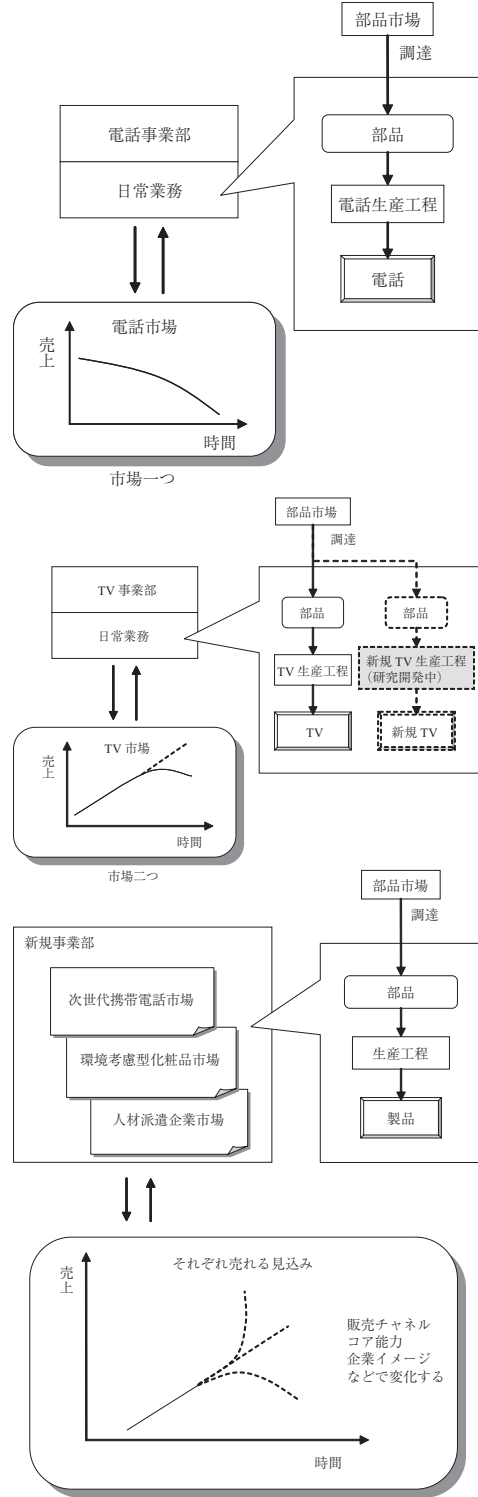 部品市場
調達
電話事業部
日常業務
部品
電話生産工程
電話
電話市場
売上
時間
市場一つ
部品市場
調達
TV 事業部
日常業務
部品
部品
TV 生産工程
新規 TV 生産工程
（研究開発中）
TV
新規 TV
TV 市場
売上
時間
市場二つ
部品市場
調達
新規事業部
次世代携帯電話市場
環境考慮型化粧品市場
人材派遣企業市場
部品
生産工程
製品
それぞれ売れる見込み
売上
販売チャネル
コア能力
企業イメージ
などで変化する
時間